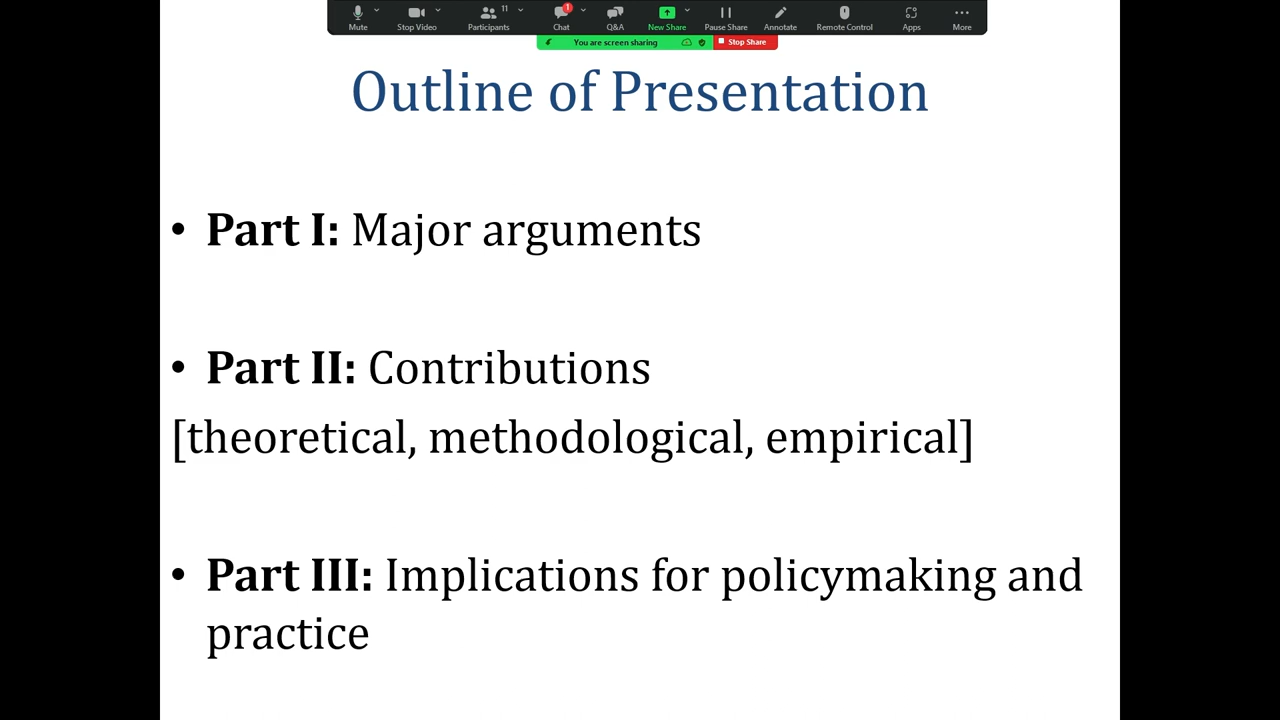 11
1
Mute
Stop Video
Participants
Chat
Q&A
New Share
Pause Share
Annotate
Remote Control
Apps
More
You are screen sharing
Stop Share
Outline of Presentation
• Part I: Major arguments
• Part II: Contributions
[theoretical, methodological, empirical]
• Part III: Implications for policymaking and
practice